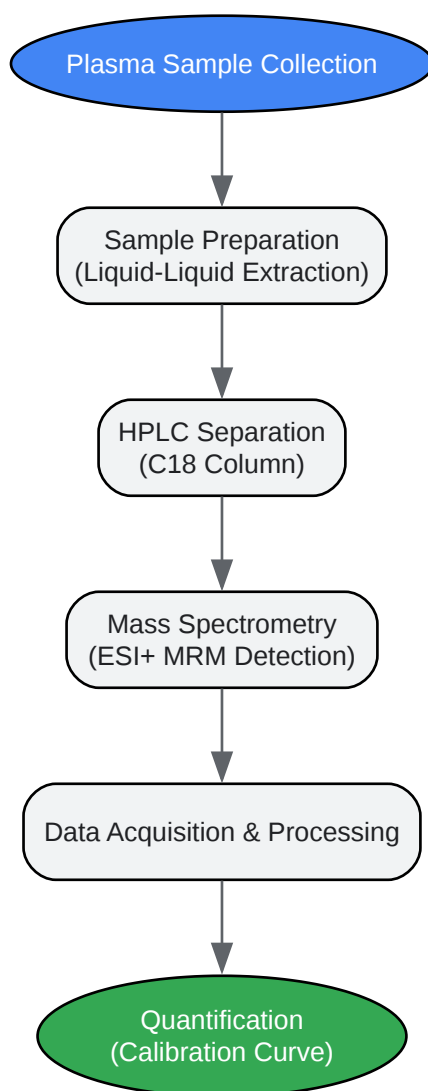 Plasma Sample Collection
Sample Preparation
(Liquid-Liquid Extraction)
HPLC Separation
(C18 Column)
Mass Spectrometry
(ESI+ MRM Detection)
Data Acquisition & Processing
Quantification
(Calibration Curve)